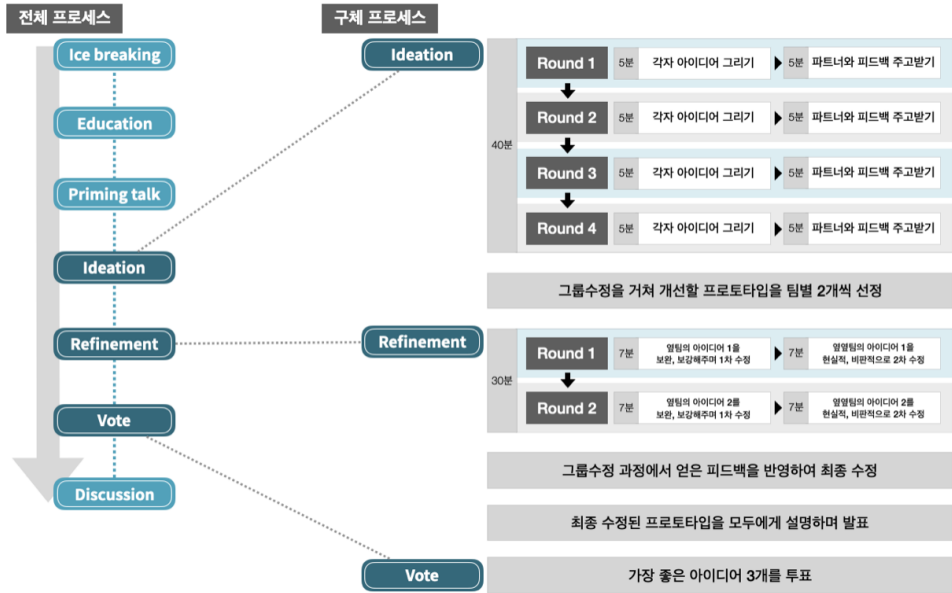 전체 프로세스
Ice breaking
Education
Priming talk
Ideation
Refinement
Vote
Discussion
구체 프로세스
Ideation
40분
Round 1
5분
각자 아이디어 그리기
5분
파트너와 피드백 주고받기
Round 2
5분
각자 아이디어 그리기
5분
파트너와 피드백 주고받기
Round 3
5분
각자 아이디어 그리기
5분
파트너와 피드백 주고받기
Round 4
5분
각자 아이디어 그리기
5분
파트너와 피드백 주고받기
그룹수정을 거쳐 개선할 프로토타입을 팀별 2개씩 선정
Refinement
30분
Round 1
7분
옆팀의 아이디어 1을
보완, 보강해주며 1차 수정
7분
옆옆팀의 아이디어 1을
현실적, 비판적으로 2차 수정
Round 2
7분
옆팀의 아이디어 2를
보완, 보강해주며 1차 수정
7분
옆옆팀의 아이디어 2를
현실적, 비판적으로 2차 수정
그룹수정 과정에서 얻은 피드백을 반영하여 최종 수정
최종 수정된 프로토타입을 모두에게 설명하며 발표
Vote
가장 좋은 아이디어 3개를 투표